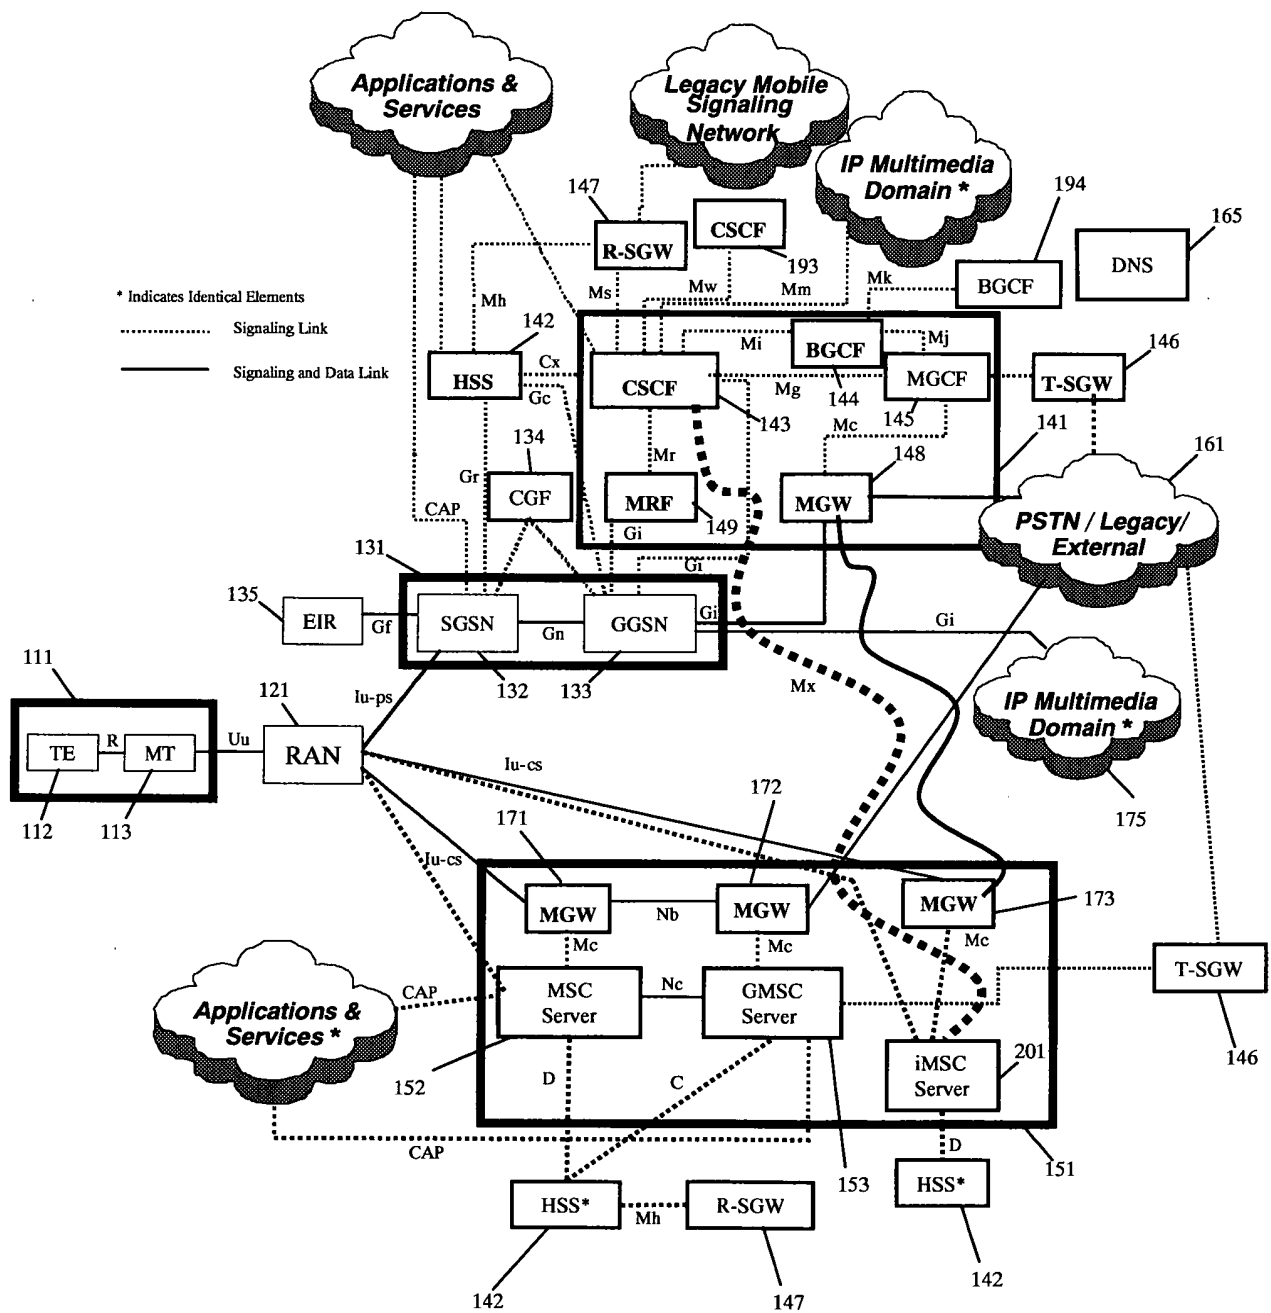 Applications &
Services
Legacy Mobile
Signaling
Network
IP Multimedia
Domain *
147
194
165
CSCF
R-SGW
193
DNS
BGCF
* Indicates Identical Elements
Signaling Link
Signaling and Data Link
Mh
Ms
Mw
Mm
Mk
142
Mi
BGCF
Mj
146
HSS
Cx
Gc
CSCF
Mg
144
MGCF
T-SGW
143
145
141
134
Mc
Mr
148
161
Gr
CGF
MRF
MGW
CAP
149
PSTN / Legacy/
External
131
Gi
Gi
135
EIR
Gf
SGSN
Gn
GGSN
Gi
Gi
111
132
133
121
Iu-ps
Mx
IP Multimedia
Domain *
TE
R
MT
Uu
RAN
Iu-cs
112
113
171
172
175
Iu-cs
MGW
Nb
MGW
MGW
173
Mc
Mc
Mc
Applications &
Services *
CAP
MSC
Server
Nc
GMSC
Server
T-SGW
152
iMSC
Server
201
146
D
C
CAP
153
D
151
HSS*
Mh
R-SGW
HSS*
142
147
142